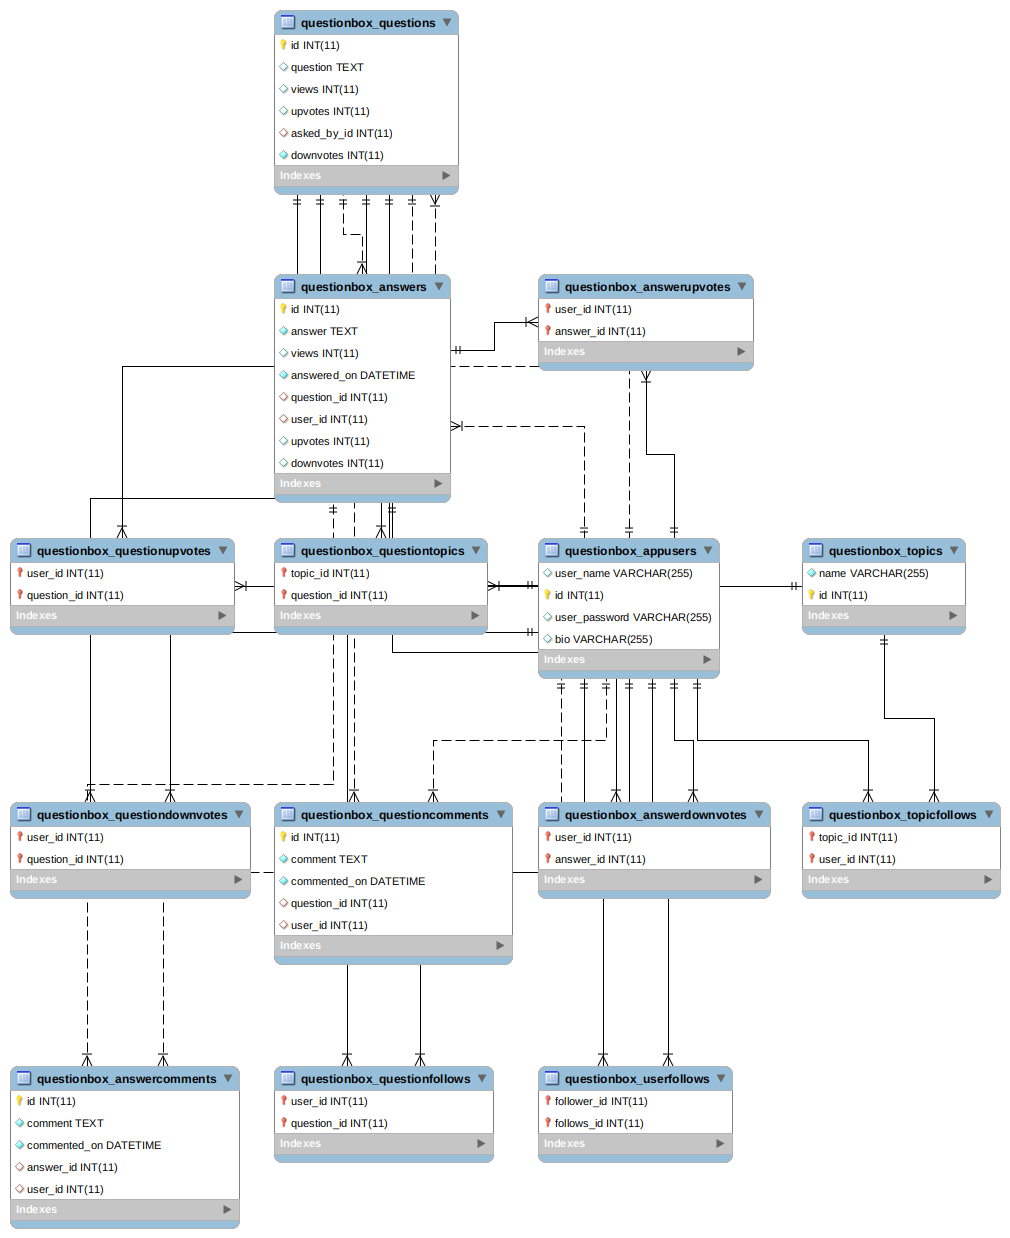 questionbox_questions
id INT(11)
question TEXT
views INT(11)
upvotes INT(11)
asked_by_id INT(11)
downvotes INT(11)
Indexes
questionbox_answers
id INT(11)
answer TEXT
views INT(11)
answered_on DATETIME
question_id INT(11)
user_id INT(11)
upvotes INT(11)
downvotes INT(11)
Indexes
questionbox_answerupvotes
user_id INT(11)
answer_id INT(11)
Indexes
questionbox_questionupvotes
user_id INT(11)
question_id INT(11)
Indexes
questionbox_questiontopics
topic_id INT(11)
question_id INT(11)
Indexes
questionbox_appusers
user_name VARCHAR(255)
id INT(11)
user_password VARCHAR(255)
bio VARCHAR(255)
Indexes
questionbox_topics
name VARCHAR(255)
id INT(11)
Indexes
questionbox_questiondownvotes
user_id INT(11)
question_id INT(11)
Indexes
questionbox_questioncomments
id INT(11)
comment TEXT
commented_on DATETIME
question_id INT(11)
user_id INT(11)
Indexes
questionbox_answerdownvotes
user_id INT(11)
answer_id INT(11)
Indexes
questionbox_topicfollows
topic_id INT(11)
user_id INT(11)
Indexes
questionbox_answercomments
id INT(11)
comment TEXT
commented_on DATETIME
answer_id INT(11)
user_id INT(11)
Indexes
questionbox_questionfollows
user_id INT(11)
question_id INT(11)
Indexes
questionbox_userfollows
follower_id INT(11)
follows_id INT(11)
Indexes